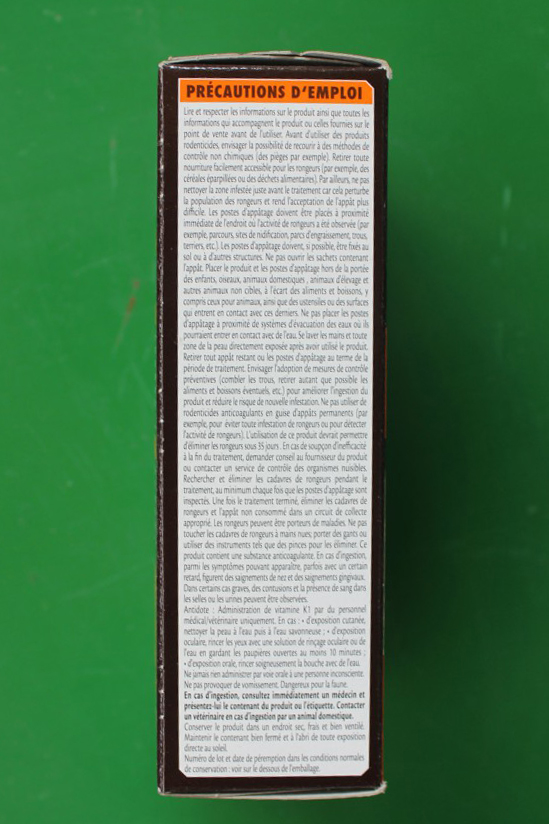 PRÉCAUTIONS D'EMPLOI
Lire et respecter les informations sur le produit ainsi que toutes les
informations qui accompagnent le produit ou celles fournies sur le
point de vente avant de l'utiliser. Avant d'utiliser des produits
rodenticides, envisager la possibilité de recourir à des méthodes de
contrôle non chimiques (des pièges par exemple). Retirer toute
nourriture facilement accessible pour les rongeurs (par exemple, des
céréales éparpillées ou des déchets alimentaires). Par ailleurs, ne pas
nettoyer la zone infestée juste avant le traitement car cela perturbe
la population des rongeurs et rend l'acceptation de l'appât plus
difficile. Les postes d'appâtage doivent être placés à proximité
immédiate de l'endroit où l'activité de rongeurs a été observée (par
exemple, parcours, sites de nidification, parcs d'engraissement, trous,
terriers, etc.). Les postes d'appâtage doivent, si possible, être fixés au
sol ou à d'autres structures. Ne pas ouvrir les sachets contenant
l'appât. Placer le produit et les postes d'appâtage hors de la portée
des enfants, oiseaux, animaux domestiques , animaux d'élevage et
autres animaux non cibles, à l'écart des aliments et boissons, y
compris ceux pour animaux, ainsi que des ustensiles ou des surfaces
qui entrent en contact avec ces derniers. Ne pas placer les postes
d'appâtage à proximité de systèmes d'évacuation des eaux où ils
pourraient entrer en contact avec de l'eau. Se laver les mains et toute
zone de la peau directement exposée après avoir utilisé le produit.
Retirer tout appât restant ou les postes d'appâtage au terme de la
période de traitement. Envisager l'adoption de mesures de contrôle
préventives (combler les trous, retirer autant que possible les
aliments et boissons éventuels, etc.) pour améliorer l'ingestion du
produit et réduire le risque de nouvelle infestation. Ne pas utiliser de
rodenticides anticoagulants en guise d'appâts permanents (par
exemple, pour éviter toute infestation de rongeurs ou pour détecter
l'activité de rongeurs). L'utilisation de ce produit devrait permettre
d'éliminer les rongeurs sous 35 jours . En cas de soupçon d'inefficacité
à la fin du traitement, demander conseil au fournisseur du produit
ou contacter un service de contrôle des organismes nuisibles.
Rechercher et éliminer les cadavres de rongeurs pendant le
traitement, au minimum chaque fois que les postes d'appâtage sont
inspectés. Une fois le traitement terminé, éliminer les cadavres de
rongeurs et l'appât non consommé dans un circuit de collecte
approprié. Les rongeurs peuvent être porteurs de maladies. Ne pas
toucher les cadavres de rongeurs à mains nues; porter des gants ou
utiliser des instruments tels que des pinces pour les éliminer. Ce
produit contient une substance anticoagulante. En cas d'ingestion,
parmi les symptômes pouvant apparaître, parfois avec un certain
retard, figurent des saignements de nez et des saignements gingivaux.
Dans certains cas graves, des contusions et la présence de sang dans
les selles ou les urines peuvent être observées.
Antidote : Administration de vitamine K1 par du personnel
médical/vétérinaire uniquement. En cas : • d'exposition cutanée,
nettoyer la peau à l'eau puis à l'eau savonneuse ; • d'exposition
oculaire, rincer les yeux avec une solution de rinçage oculaire ou de
l'eau en gardant les paupières ouvertes au moins 10 minutes ;
• d'exposition orale, rincer soigneusement la bouche avec de l'eau.
Ne jamais rien administrer par voie orale à une personne inconsciente.
Ne pas provoquer de vomissement. Dangereux pour la faune.
En cas d'ingestion, consultez immédiatement un médecin et
présentez-lui le contenant du produit ou l'étiquette. Contacter
un vétérinaire en cas d'ingestion par un animal domestique.
Conserver le produit dans un endroit sec, frais et bien ventilé.
Maintenir le contenant bien fermé et à l'abri de toute exposition
directe au soleil.
Numéro de lot et date de péremption dans les conditions normales
de conservation : voir sur le dessous de l'emballage.